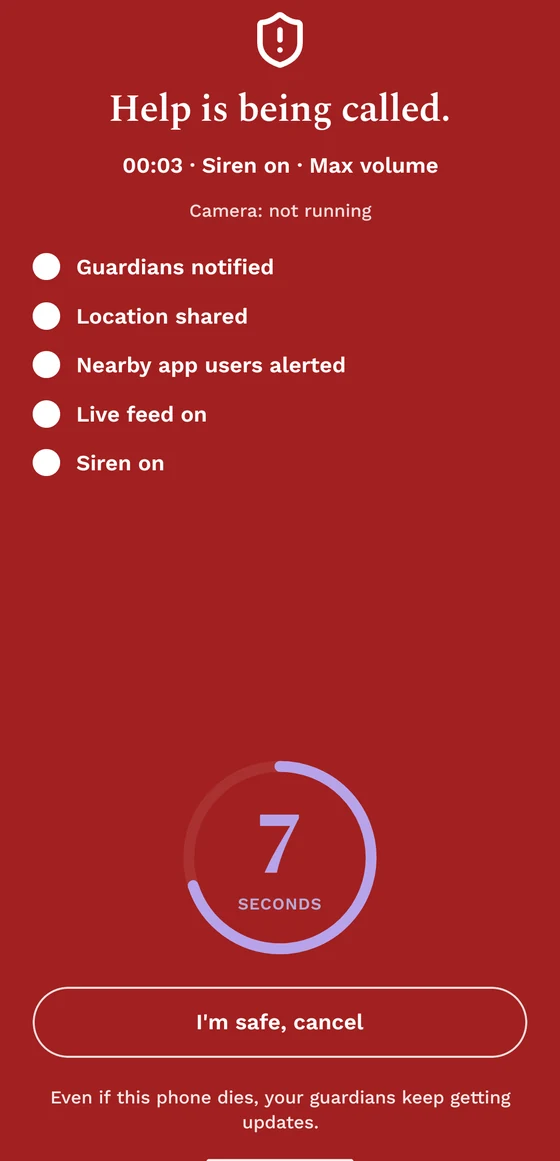 Help is being called.
00:03 · Siren on · Max volume
Camera: not running
Guardians notified
Location shared
Nearby app users alerted
Live feed on
Siren on
7
SECONDS
I'm safe, cancel
Even if this phone dies, your guardians keep getting
updates.